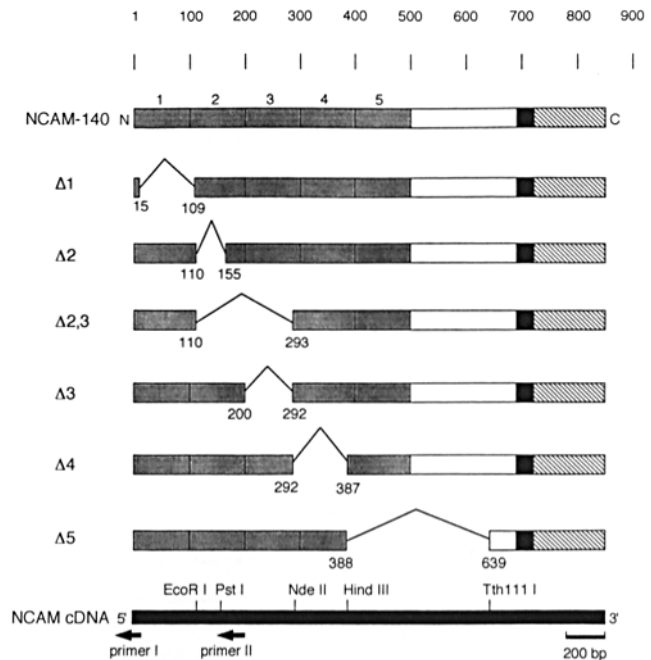 1 100 200 300 400 500 600 700 800 900
1 2 3 4 5
NCAM-140 N C
Δ1
15 109
Δ2
110 155
Δ2,3
110 293
Δ3
200 292
Δ4
292 387
Δ5
388 639
EcoR I Pst I Nde II Hind III Tth111 I
NCAM cDNA 5' 3'
primer I primer II 200 bp